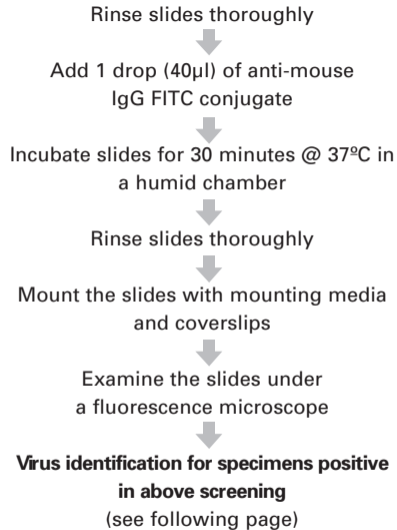 Rinse slides thoroughly
Add 1 drop (40µl) of anti-mouse
IgG FITC conjugate
Incubate slides for 30 minutes @ 37ºC in
a humid chamber
Rinse slides thoroughly
Mount the slides with mounting media
and coverslips
Examine the slides under
a fluorescence microscope
Virus identification for specimens positive
in above screening
(see following page)